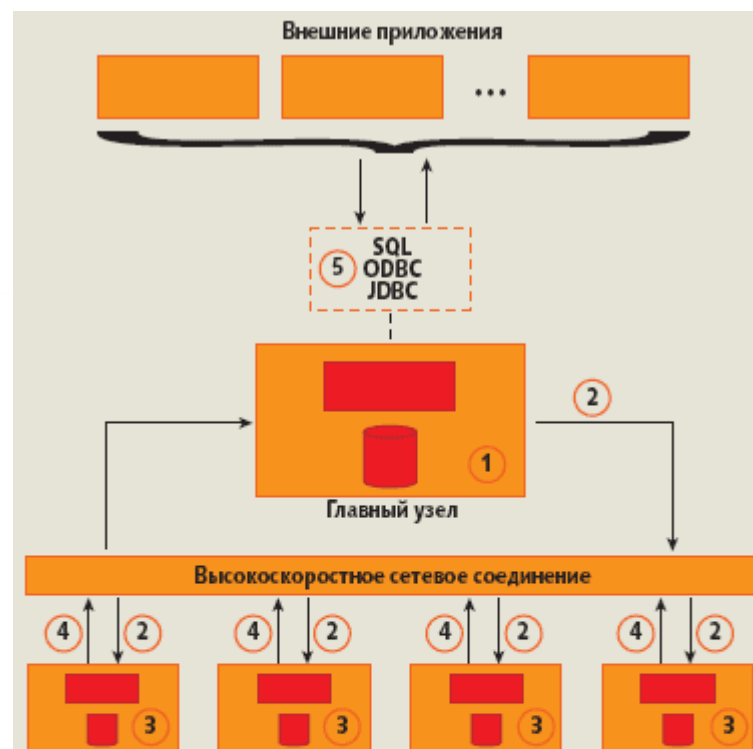 Внешние приложения
...
SQL
5 ODBC
JDBC
2
1
Главный узел
Высокоскоростное сетевое соединение
4 2 4 2 4 2 4 2
3 3 3 3